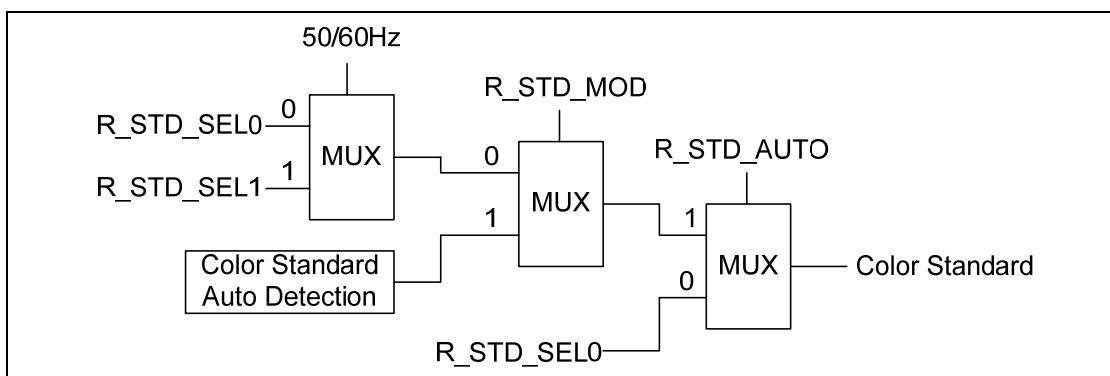 50/60Hz
R_STD_SEL0
0
R_STD_SEL1
1
MUX
R_STD_MOD
0
1
MUX
Color Standard
Auto Detection
R_STD_AUTO
1
0
MUX
R_STD_SEL0
Color Standard